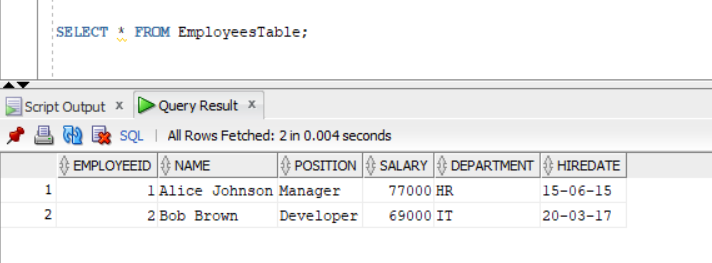 SELECT * FROM EmployeesTable;
Script Output x Query Result x
SQL | All Rows Fetched: 2 in 0.004 seconds
EMPLOYEEID NAME POSITION SALARY DEPARTMENT HIREDATE
1 1 Alice Johnson Manager 77000 HR 15-06-15
2 2 Bob Brown Developer 69000 IT 20-03-17